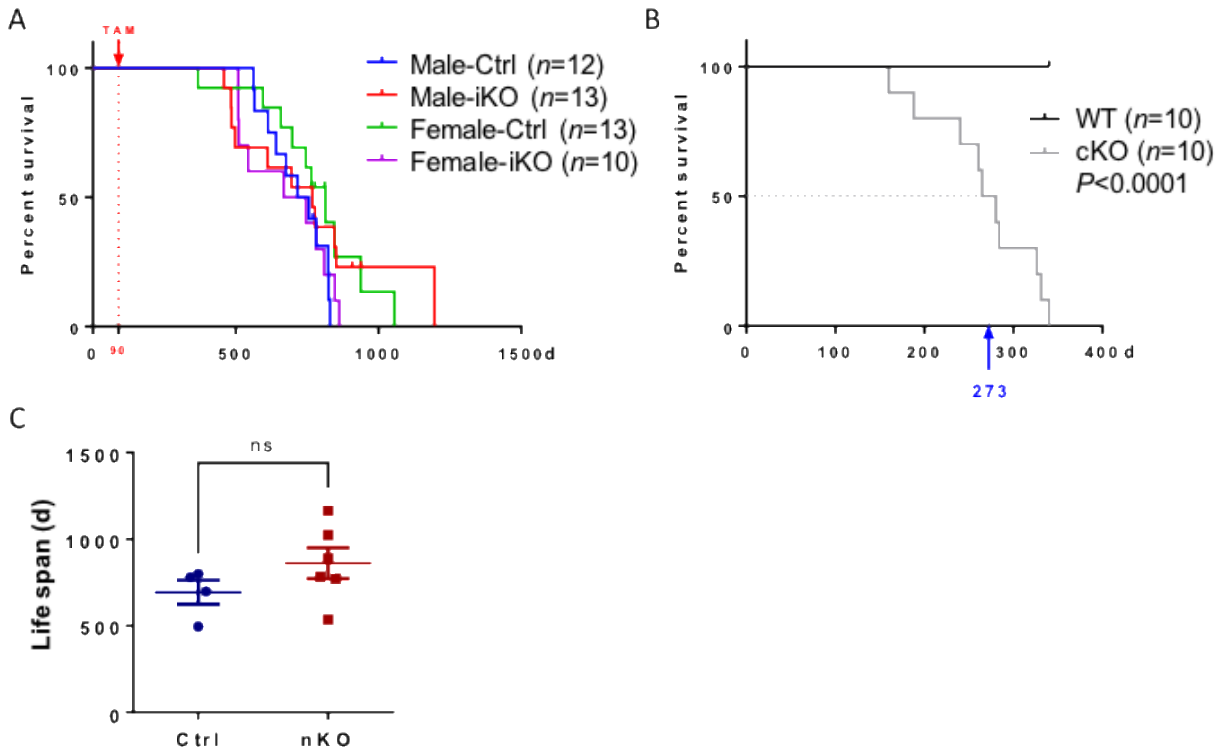 A
TAM
Percent survival
100
50
0
0
90
500
1000
1500d
Male-Ctrl (n=12)
Male-iKO (n=13)
Female-Ctrl (n=13)
Female-iKO (n=10)
B
Percent survival
100
50
0
0
100
200
300
400 d
273
WT (n=10)
cKO (n=10)
P<0.0001
C
Life span (d)
1500
1000
500
0
ns
Ctrl
nKO